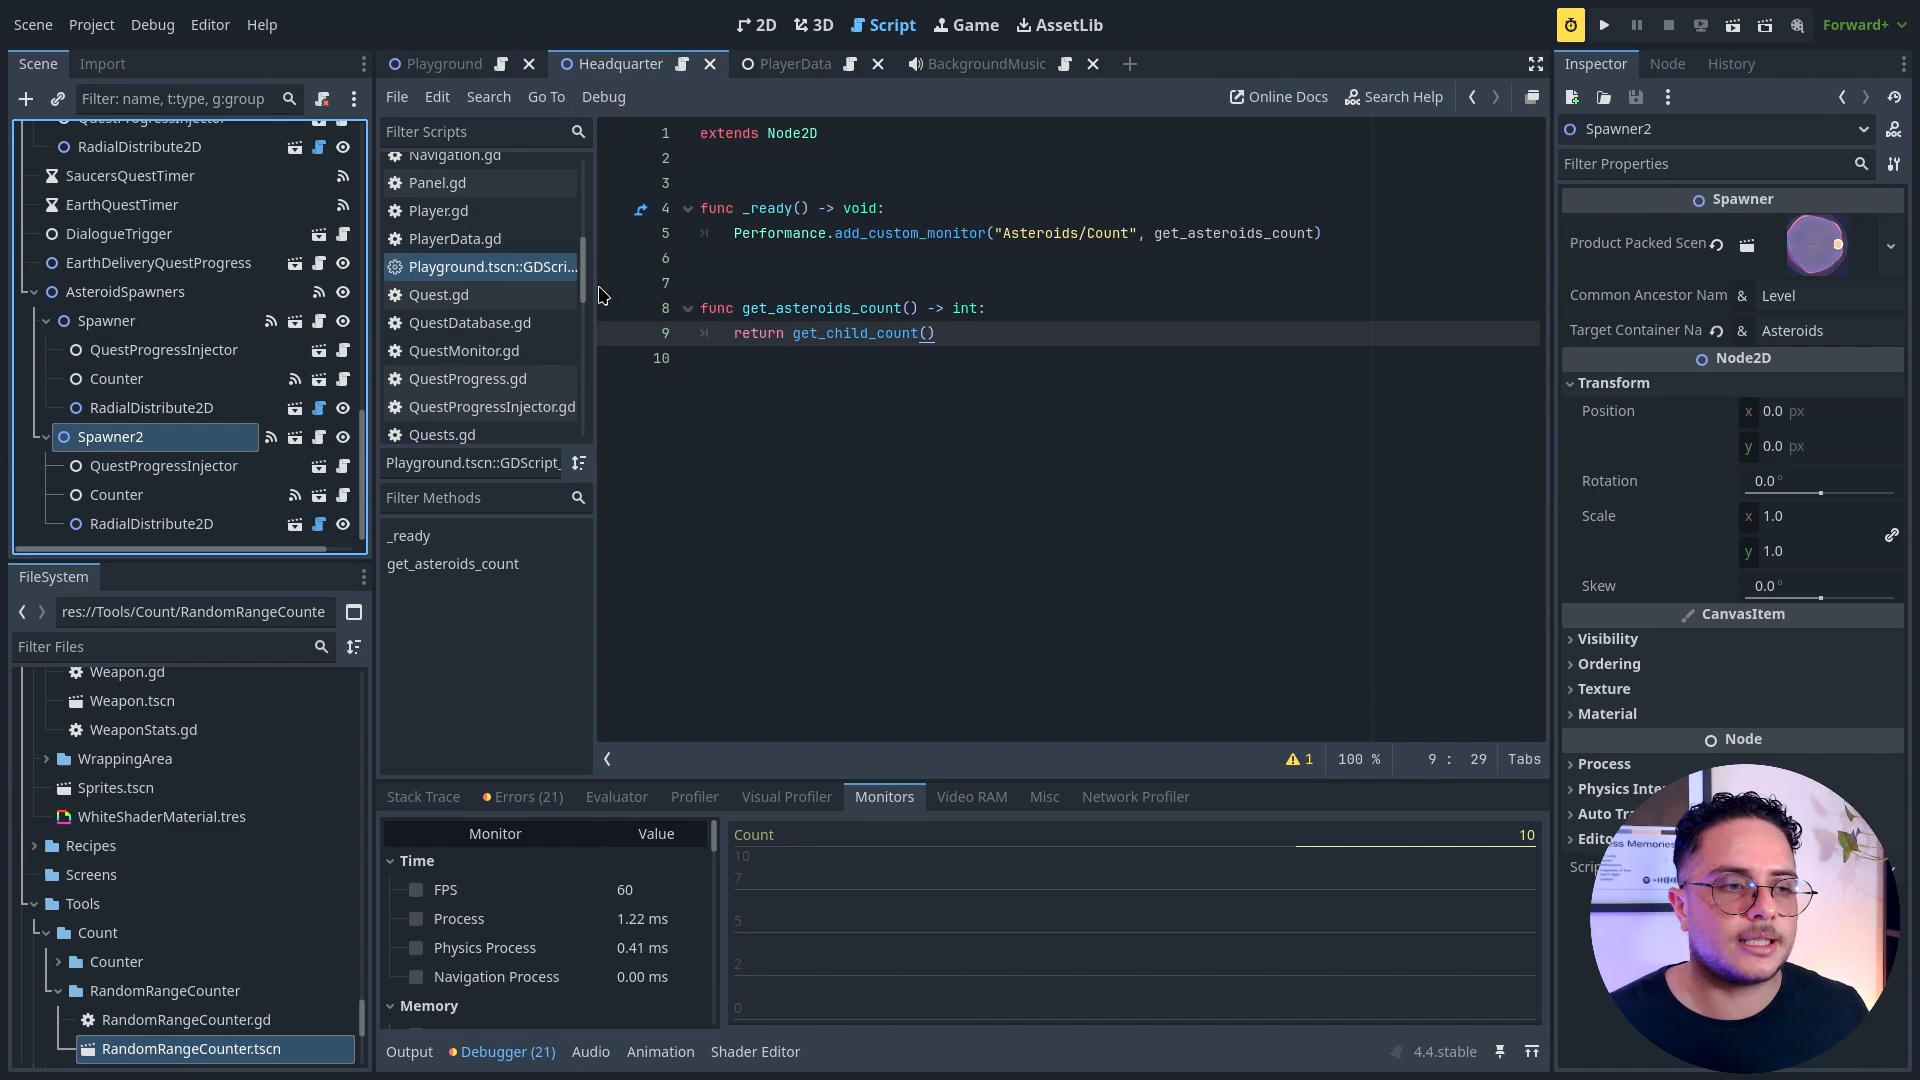 Scene Project Debug Editor Help
2D 3D Script Game AssetLib
Forward+
Scene Import
Filter: name, t:type, g:group
QuestProgressInjector
RadialDistribute2D
SaucersQuestTimer
EarthQuestTimer
DialogueTrigger
EarthDeliveryQuestProgress
AsteroidSpawners
Spawner
QuestProgressInjector
Counter
RadialDistribute2D
Spawner2
QuestProgressInjector
Counter
RadialDistribute2D
FileSystem
res://Tools/Count/RandomRangeCounte
Filter Files
Weapon.gd
Weapon.tscn
WeaponStats.gd
WrappingArea
Sprites.tscn
WhiteShaderMaterial.tres
Recipes
Screens
Tools
Count
Counter
RandomRangeCounter
RandomRangeCounter.gd
RandomRangeCounter.tscn
Playground Headquarter PlayerData BackgroundMusic
File Edit Search Go To Debug
Online Docs Search Help
Filter Scripts
Navigation.gd
Panel.gd
Player.gd
PlayerData.gd
Playground.tscn::GDScri...
Quest.gd
QuestDatabase.gd
QuestMonitor.gd
QuestProgress.gd
QuestProgressInjector.gd
Quests.gd
Playground.tscn::GDScript_
Filter Methods
_ready
get_asteroids_count
1 extends Node2D
2
3
4 func _ready() -> void:
5 Performance.add_custom_monitor("Asteroids/Count", get_asteroids_count)
6
7
8 func get_asteroids_count() -> int:
9 return get_child_count()
10
1 100 % 9 : 29 Tabs
Stack Trace Errors (21) Evaluator Profiler Visual Profiler Monitors Video RAM Misc Network Profiler
Monitor Value
Time
FPS 60
Process 1.22 ms
Physics Process 0.41 ms
Navigation Process 0.00 ms
Memory
Count 10
10
7
5
2
0
Output Debugger (21) Audio Animation Shader Editor
4.4.stable
Inspector Node History
Spawner2
Filter Properties
Spawner
Product Packed Scen
Common Ancestor Nam & Level
Target Container Na & Asteroids
Node2D
Transform
Position x 0.0 px
y 0.0 px
Rotation 0.0 °
Scale x 1.0
y 1.0
Skew 0.0 °
CanvasItem
Visibility
Ordering
Texture
Material
Node
Process
Physics Inte
Auto Tra
Edito
Scri